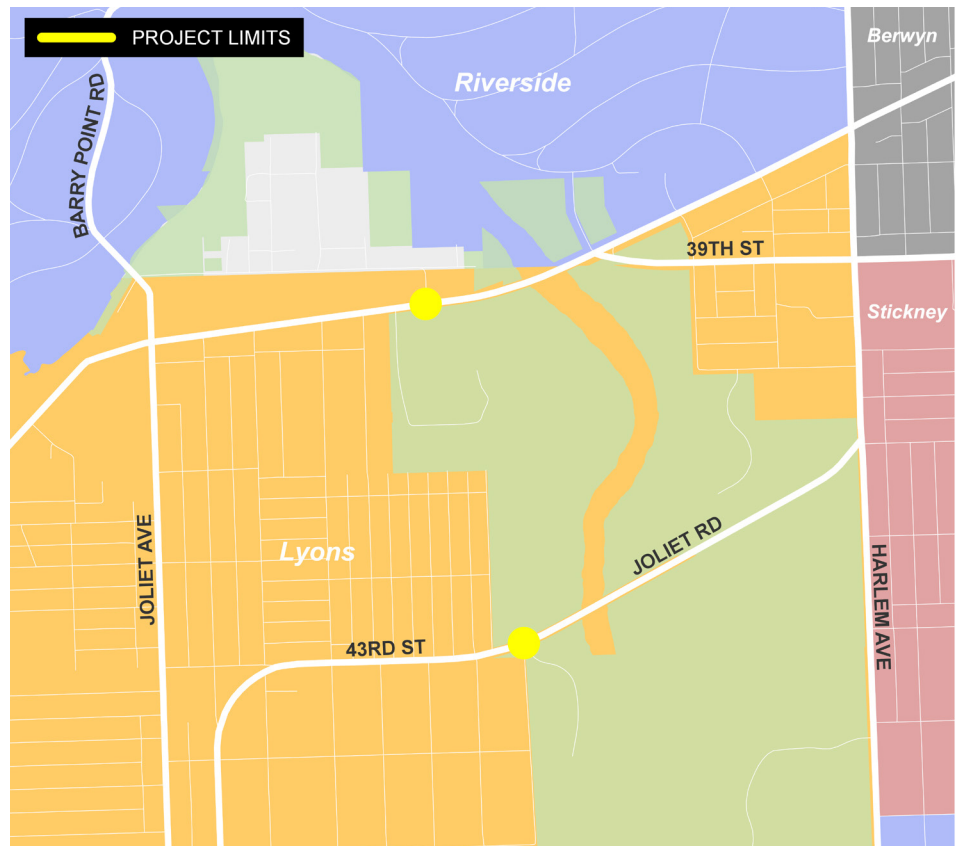 PROJECT LIMITS
Berwyn
Riverside
BARRY POINT RD
39TH ST
Stickney
JOLIET AVE
Lyons
JOLIET RD
HARLEM AVE
43RD ST